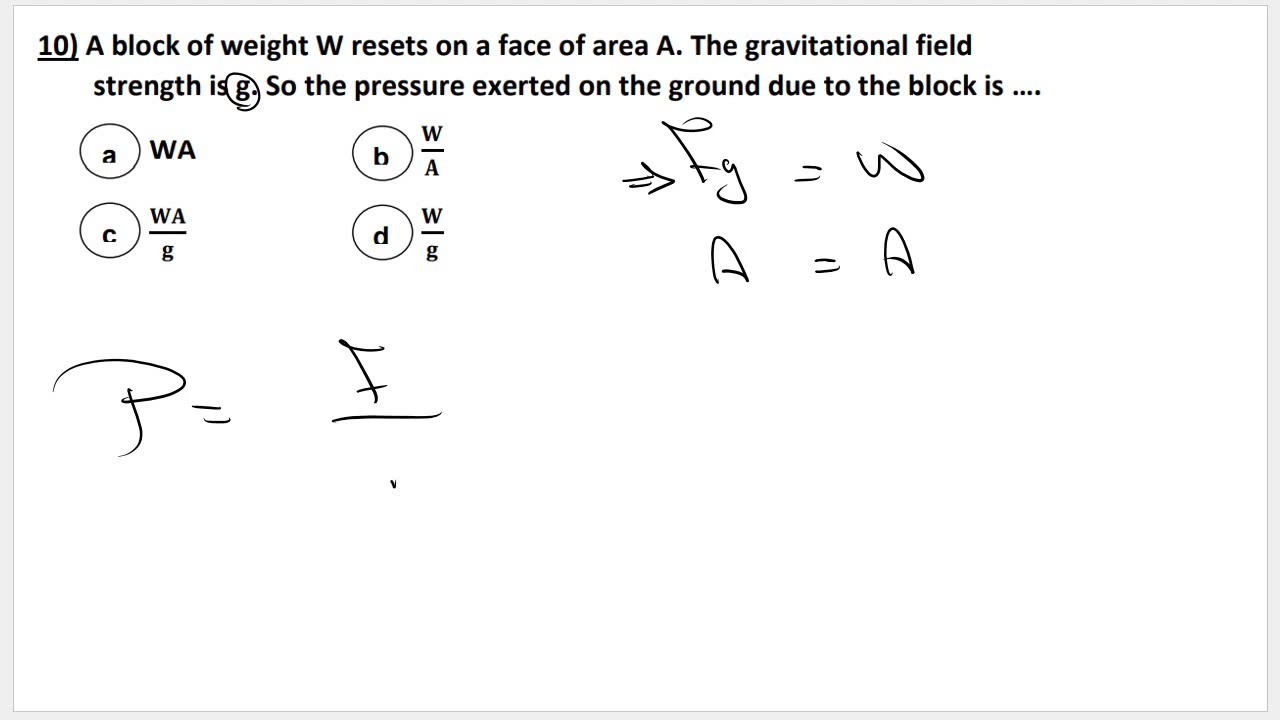 10) A block of weight W resets on a face of area A. The gravitational field
strength is g. So the pressure exerted on the ground due to the block is ....
a WA b W/A
c WA/g d W/g
⇒ Fg = W
A = A
P = F/